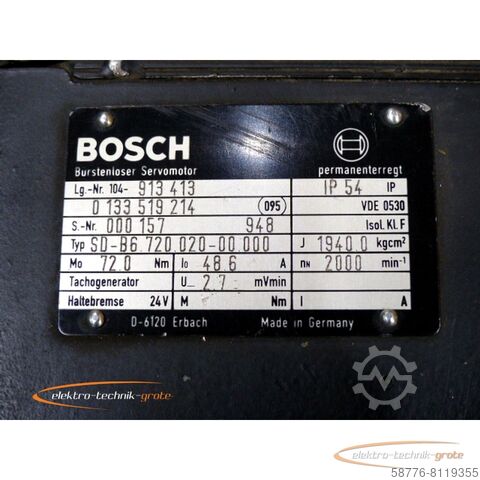 BOSCH
Bürstenloser Servomotor
permanenterregt
Lg.-Nr. 104- 913 413 IP 54 IP
0 133 519 214 (095) VDE 0530
S.-Nr. 000 157 948 Isol. Kl. F
Typ SD-B6.720.020-00.000 J 1940.0 kgcm²
Mo 72.0 Nm Io 48.6 A nN 2000 min⁻¹
Tachogenerator U 2.7 mVmin
Haltebremse 24V M Nm I A
D-6120 Erbach Made in Germany
elektro-technik-grote
elektro-technik-grote
58776-8119355